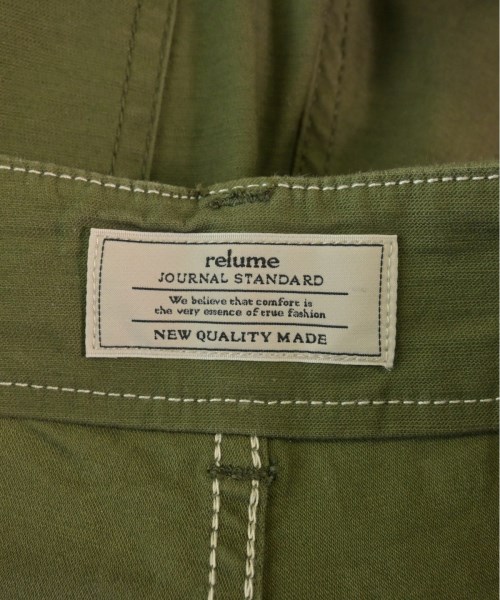 relume
JOURNAL STANDARD
We believe that comfort is
the very essence of true fashion
NEW QUALITY MADE